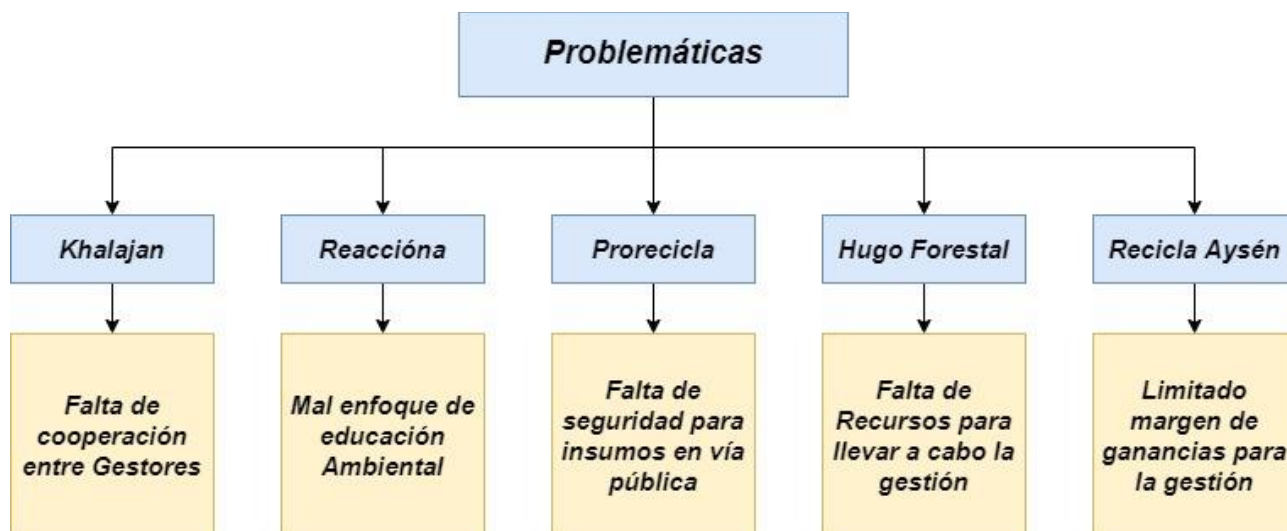 Problemáticas
Khalajan
Reaccióna
Prorecicla
Hugo Forestal
Recicla Aysén
Falta de
cooperación
entre Gestores
Mal enfoque de
educación
Ambiental
Falta de
seguridad para
insumos en vía
pública
Falta de
Recursos para
llevar a cabo la
gestión
Limitado
margen de
ganancias para
la gestión